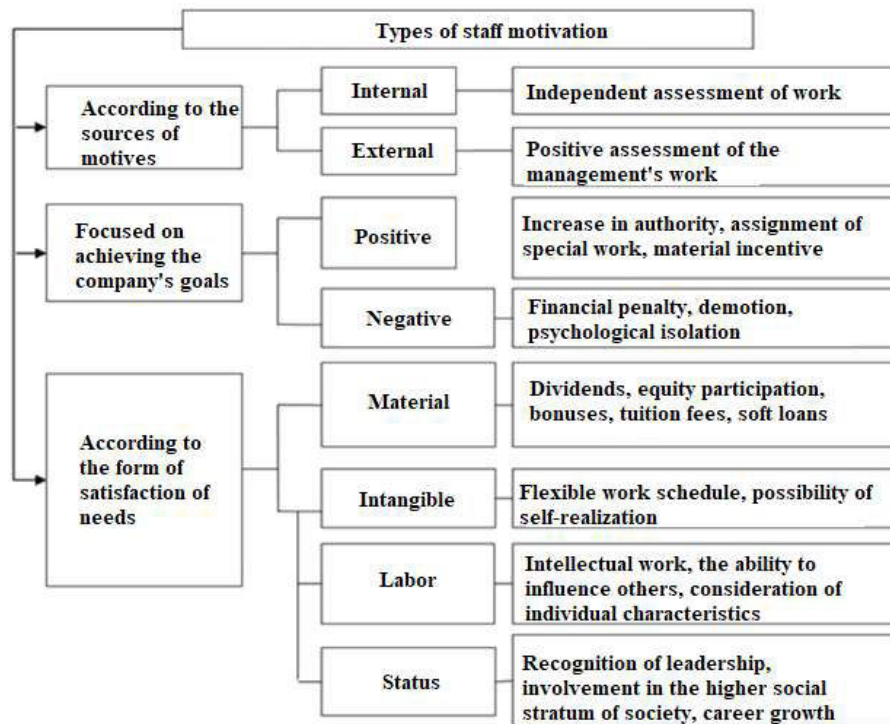 Types of staff motivation
According to the
sources of
motives
Internal
Independent assessment of work
External
Positive assessment of the
management's work
Focused on
achieving the
company's goals
Positive
Increase in authority, assignment of
special work, material incentive
Negative
Financial penalty, demotion,
psychological isolation
According to
the form of
satisfaction of
needs
Material
Dividends, equity participation,
bonuses, tuition fees, soft loans
Intangible
Flexible work schedule, possibility of
self-realization
Labor
Intellectual work, the ability to
influence others, consideration of
individual characteristics
Status
Recognition of leadership,
involvement in the higher social
stratum of society, career growth